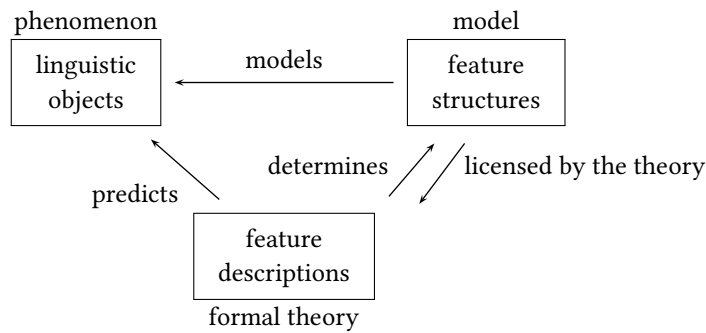 phenomenon
model
linguistic
objects
models
feature
structures
determines
licensed by the theory
predicts
feature
descriptions
formal theory